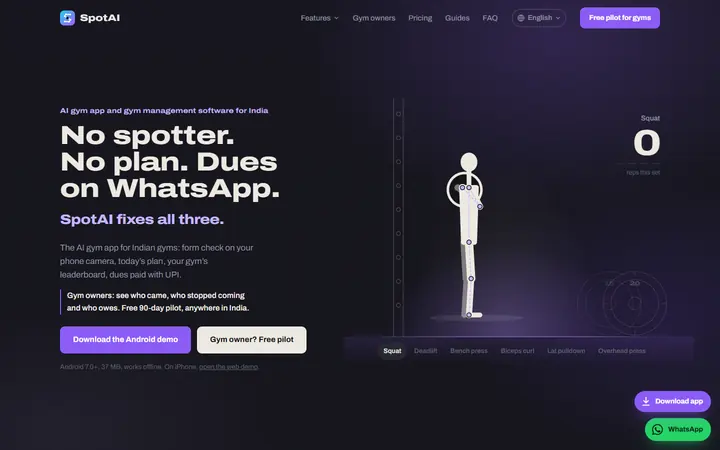 SpotAI
Features
Gym owners
Pricing
Guides
FAQ
English
Free pilot for gyms
AI gym app and gym management software for India
No spotter.
No plan. Dues
on WhatsApp.
SpotAI fixes all three.
The AI gym app for Indian gyms: form check on your
phone camera, today's plan, your gym's
leaderboard, dues paid with UPI.
Gym owners: see who came, who stopped coming
and who owes. Free 90-day pilot, anywhere in India.
Download the Android demo
Gym owner? Free pilot
Android 7.0+, 37 MB, works offline. On iPhone, open the web demo.
Squat
0
reps this set
20
Squat
Deadlift
Bench press
Biceps curl
Lat pulldown
Overhead press
Download app
WhatsApp